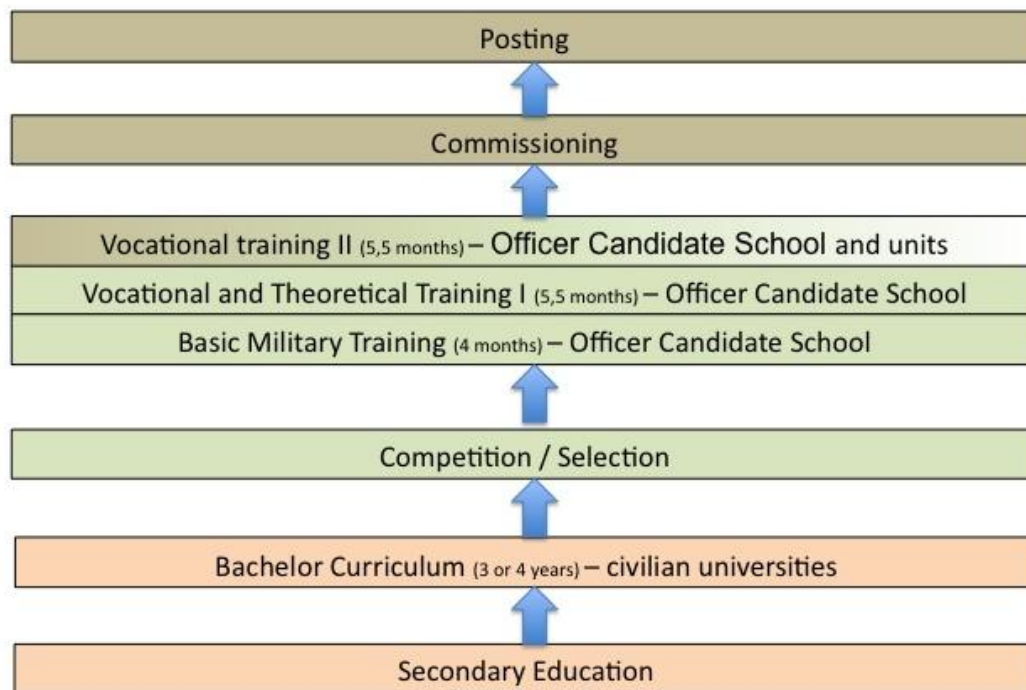 Posting
Commissioning
Vocational training II (5,5 months) – Officer Candidate School and units
Vocational and Theoretical Training I (5,5 months) – Officer Candidate School
Basic Military Training (4 months) – Officer Candidate School
Competition / Selection
Bachelor Curriculum (3 or 4 years) – civilian universities
Secondary Education